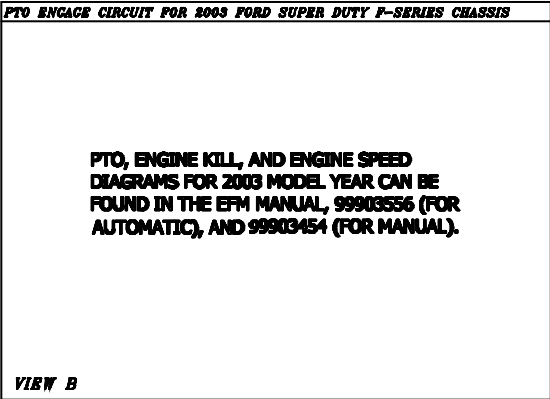 PTO ENGAGE CIRCUIT FOR 2003 FORD SUPER DUTY F-SERIES CHASSIS
PTO, ENGINE KILL, AND ENGINE SPEED
DIAGRAMS FOR 2003 MODEL YEAR CAN BE
FOUND IN THE EFM MANUAL, 99903556 (FOR
AUTOMATIC), AND 99903454 (FOR MANUAL).
VIEW B